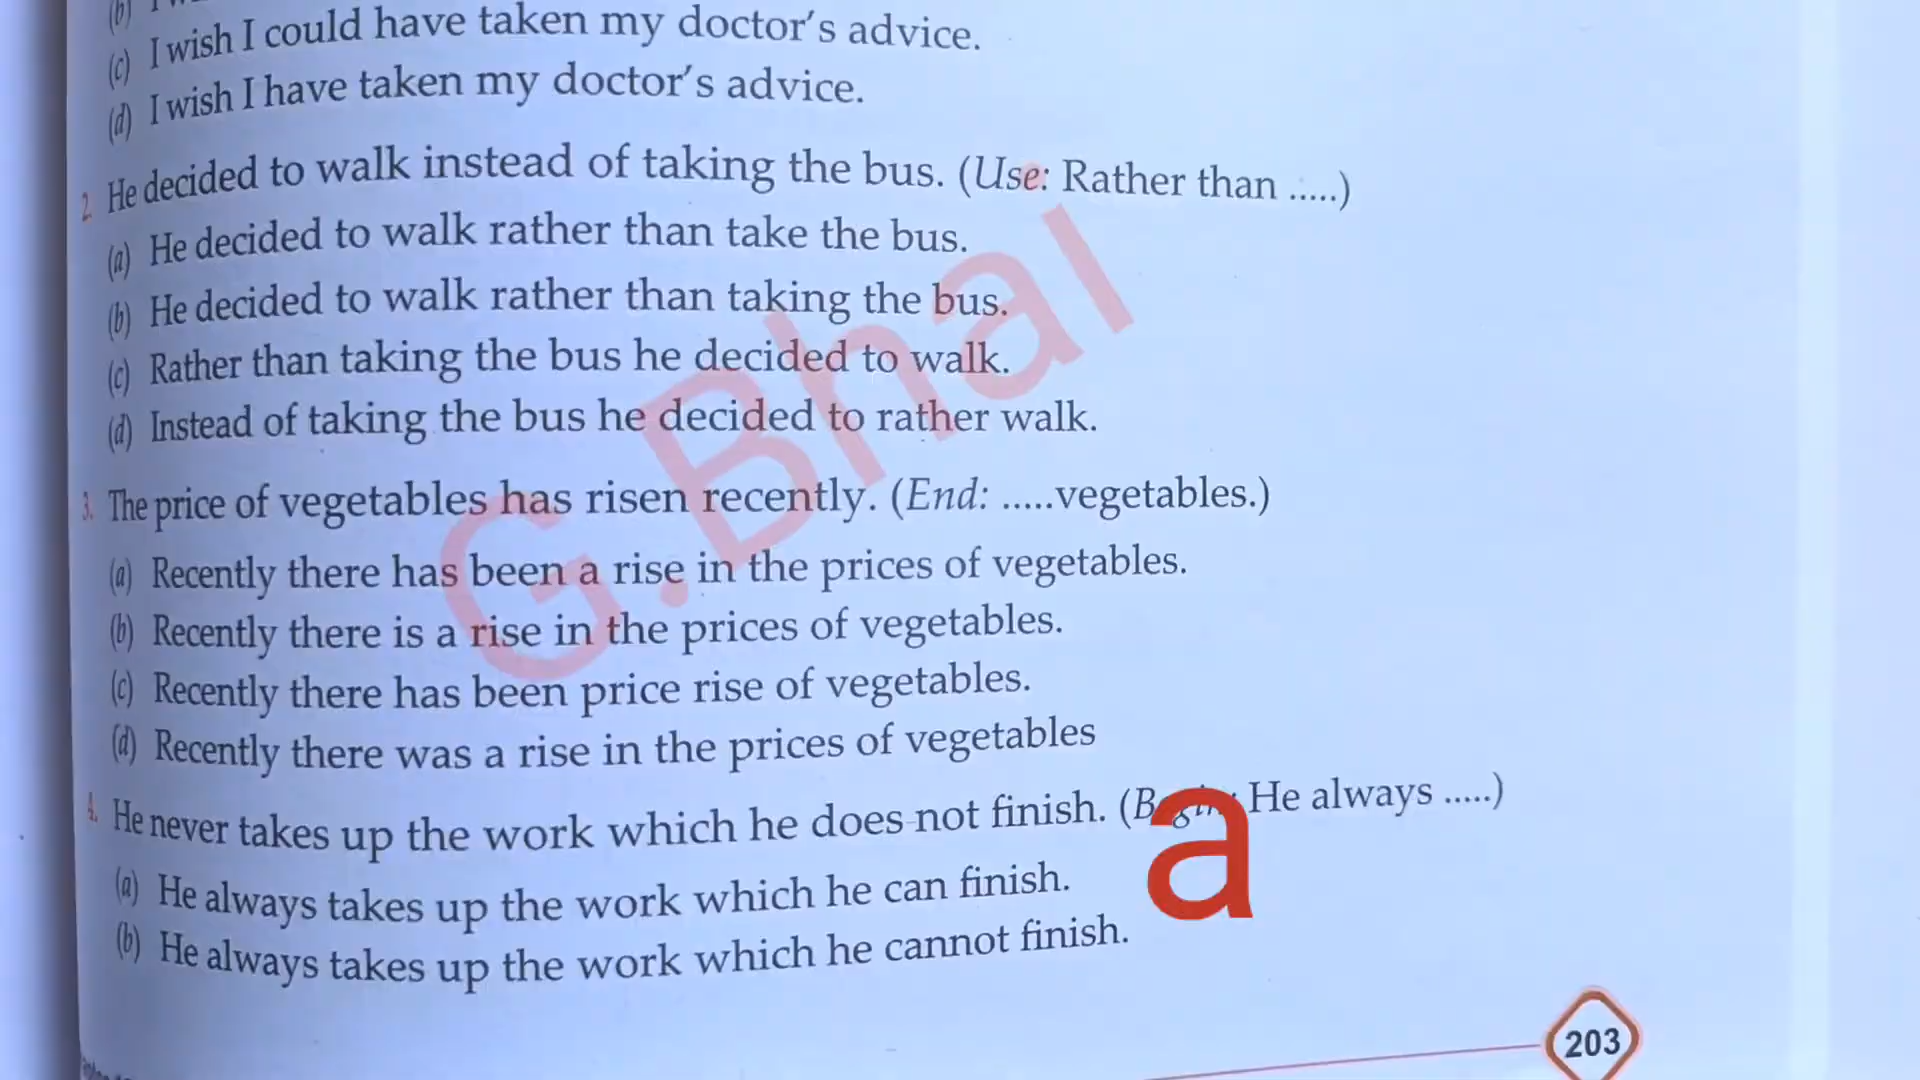 (b) I
(c) I wish I could have taken my doctor's advice.
(d) I wish I have taken my doctor's advice.
2. He decided to walk instead of taking the bus. (Use: Rather than .....)
(a) He decided to walk rather than take the bus.
(b) He decided to walk rather than taking the bus.
(c) Rather than taking the bus he decided to walk.
(d) Instead of taking the bus he decided to rather walk.
3. The price of vegetables has risen recently. (End: .....vegetables.)
(a) Recently there has been a rise in the prices of vegetables.
(b) Recently there is a rise in the prices of vegetables.
(c) Recently there has been price rise of vegetables.
(d) Recently there was a rise in the prices of vegetables
4. He never takes up the work which he does not finish. (Begin: He always .....)
(a) He always takes up the work which he can finish.
a
(b) He always takes up the work which he cannot finish.
203
G.Bhal